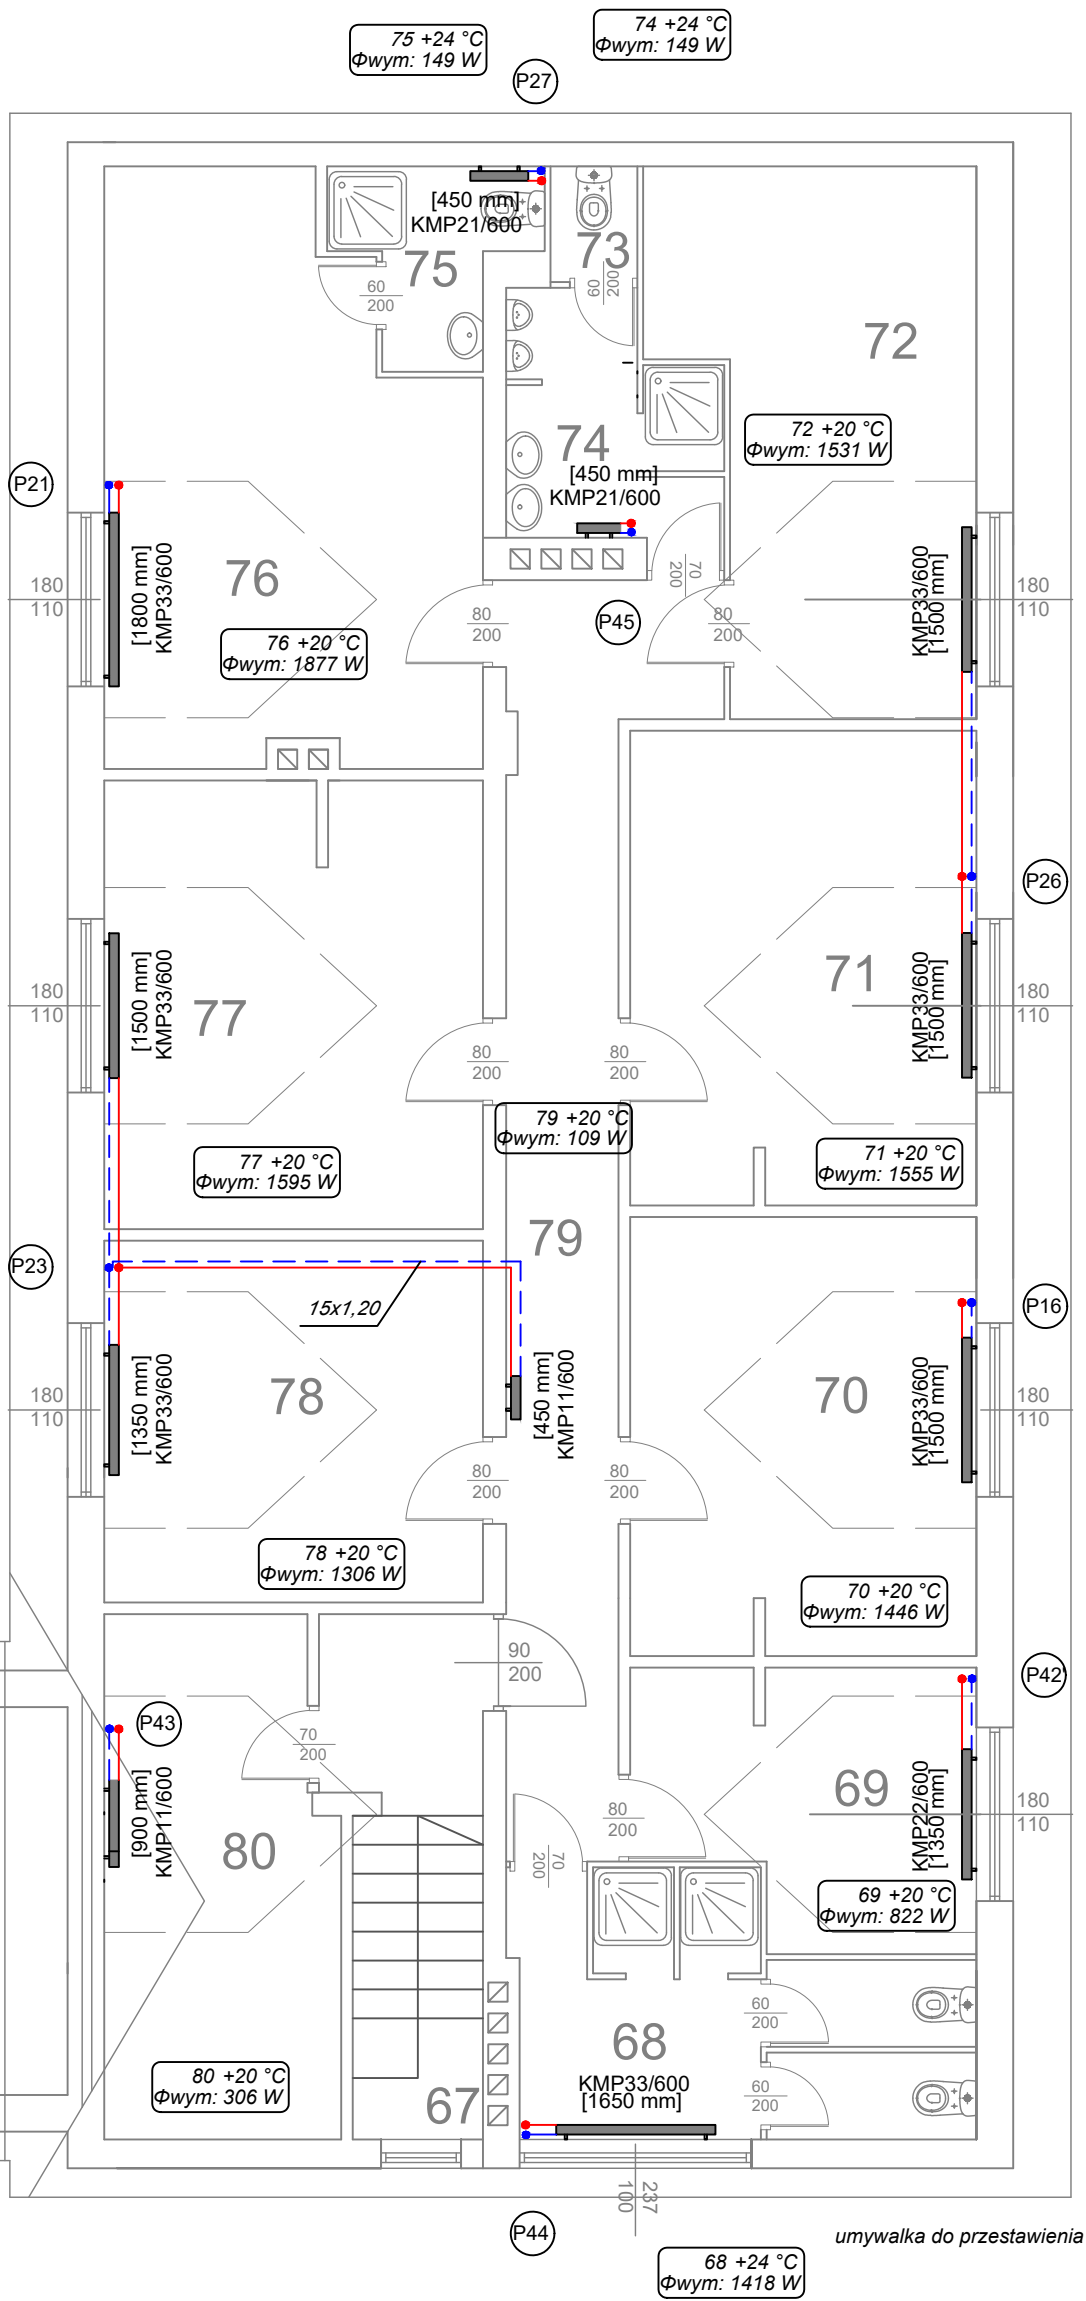 75 +24 °C
Φwym: 149 W
74 +24 °C
Φwym: 149 W
P27
[450 mm]
KMP21/600
75
60
200
73
60
200
72
72 +20 °C
Φwym: 1531 W
74
[450 mm]
KMP21/600
70
200
P21
180
110
[1800 mm]
KMP33/600
76
76 +20 °C
Φwym: 1877 W
80
200
P45
80
200
KMP33/600
[1500 mm]
180
110
P26
180
110
[1500 mm]
KMP33/600
77
80
200
80
200
71
KMP33/600
[1500 mm]
180
110
79 +20 °C
Φwym: 109 W
77 +20 °C
Φwym: 1595 W
71 +20 °C
Φwym: 1555 W
79
P23
15x1,20
P16
180
110
[1350 mm]
KMP33/600
78
[450 mm]
KMP11/600
70
KMP33/600
[1500 mm]
180
110
80
200
80
200
78 +20 °C
Φwym: 1306 W
70 +20 °C
Φwym: 1446 W
90
200
P42'
P43
70
200
[900 mm]
KMP11/600
80
80
200
70
200
69
KMP22/600
[1350 mm]
180
110
69 +20 °C
Φwym: 822 W
60
200
68
KMP33/600
[1650 mm]
60
200
80 +20 °C
Φwym: 306 W
67
237
100
P44
umywalka do przestawienia
68 +24 °C
Φwym: 1418 W